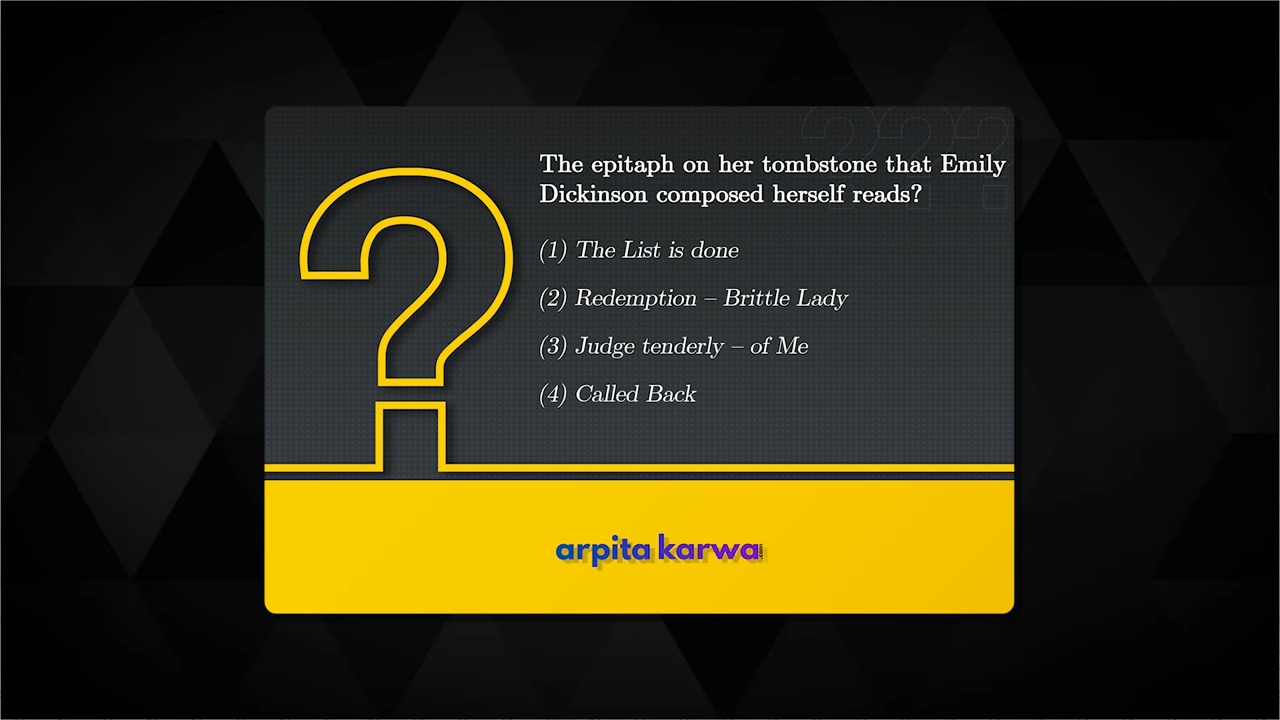 The epitaph on her tombstone that Emily
Dickinson composed herself reads?
(1) The List is done
(2) Redemption – Brittle Lady
(3) Judge tenderly – of Me
(4) Called Back
arpita karwa.com